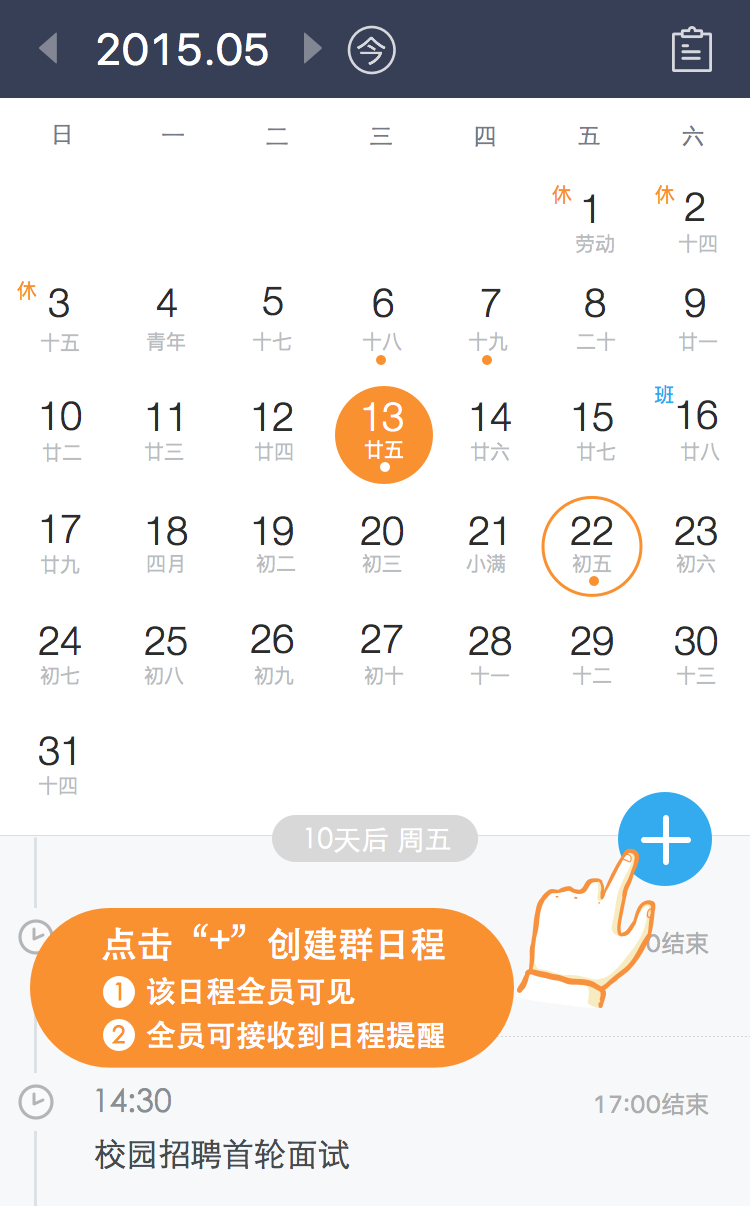 2015.05 今
日 一 二 三 四 五 六
休 1 休 2
劳动 十四
休 3 4 5 6 7 8 9
十五 青年 十七 十八 十九 二十 廿一
10 11 12 13 14 15 班 16
廿二 廿三 廿四 廿五 廿六 廿七 廿八
17 18 19 20 21 22 23
廿九 四月 初二 初三 小满 初五 初六
24 25 26 27 28 29 30
初七 初八 初九 初十 十一 十二 十三
31
十四
10天后 周五
点击“+”创建群日程
0结束
1 该日程全员可见
2 全员可接收到日程提醒
14:30 17:00结束
校园招聘首轮面试